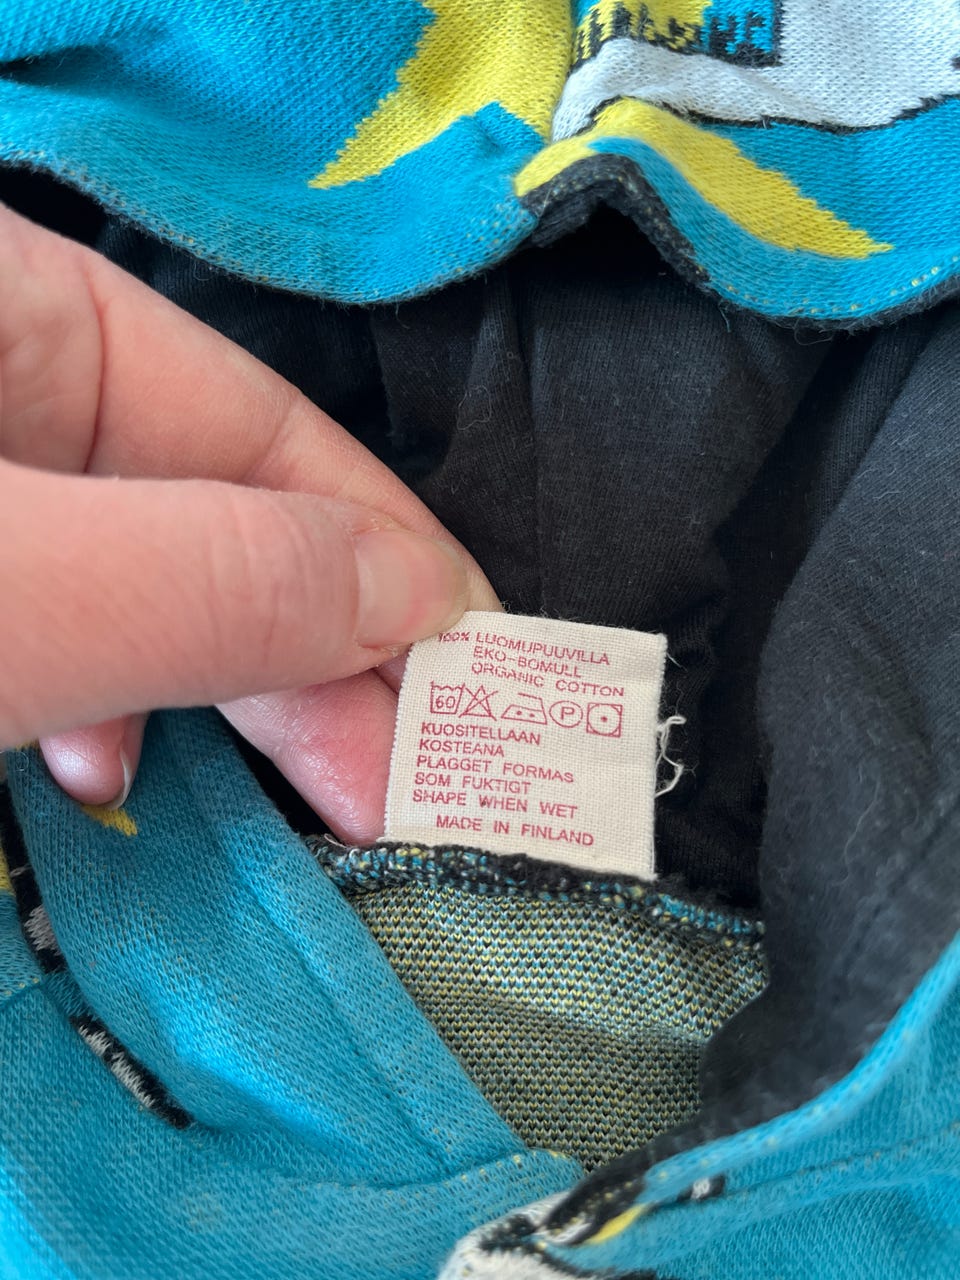 100% LUOMUPUUVILLA
EKO-BOMULL
ORGANIC COTTON
60 P
KUOSITELLAAN
KOSTEANA
PLAGGET FORMAS
SOM FUKTIGT
SHAPE WHEN WET
MADE IN FINLAND